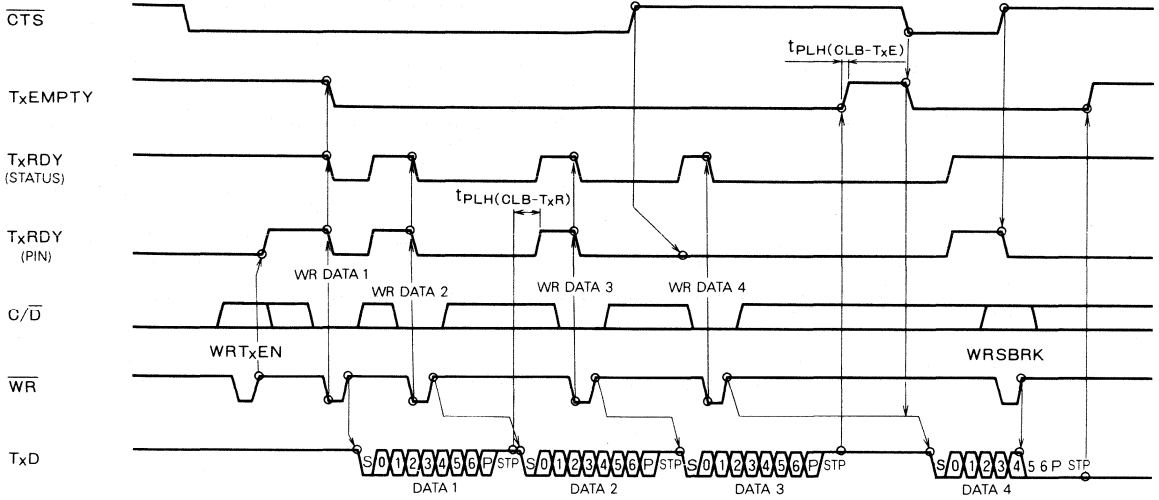 CTS
tPLH(CLB-TxE)
TxEMPTY
TxRDY
(STATUS)
tPLH(CLB-TxR)
TxRDY
(PIN)
WR DATA 1
WR DATA 2
WR DATA 3
WR DATA 4
C/D
WRTxEN
WRSBRK
WR
TxD
S 0 1 2 3 4 5 6 P STP
S 0 1 2 3 4 5 6 P STP
S 0 1 2 3 4 5 6 P STP
S 0 1 2 3 4 5 6 P STP
DATA 1
DATA 2
DATA 3
DATA 4